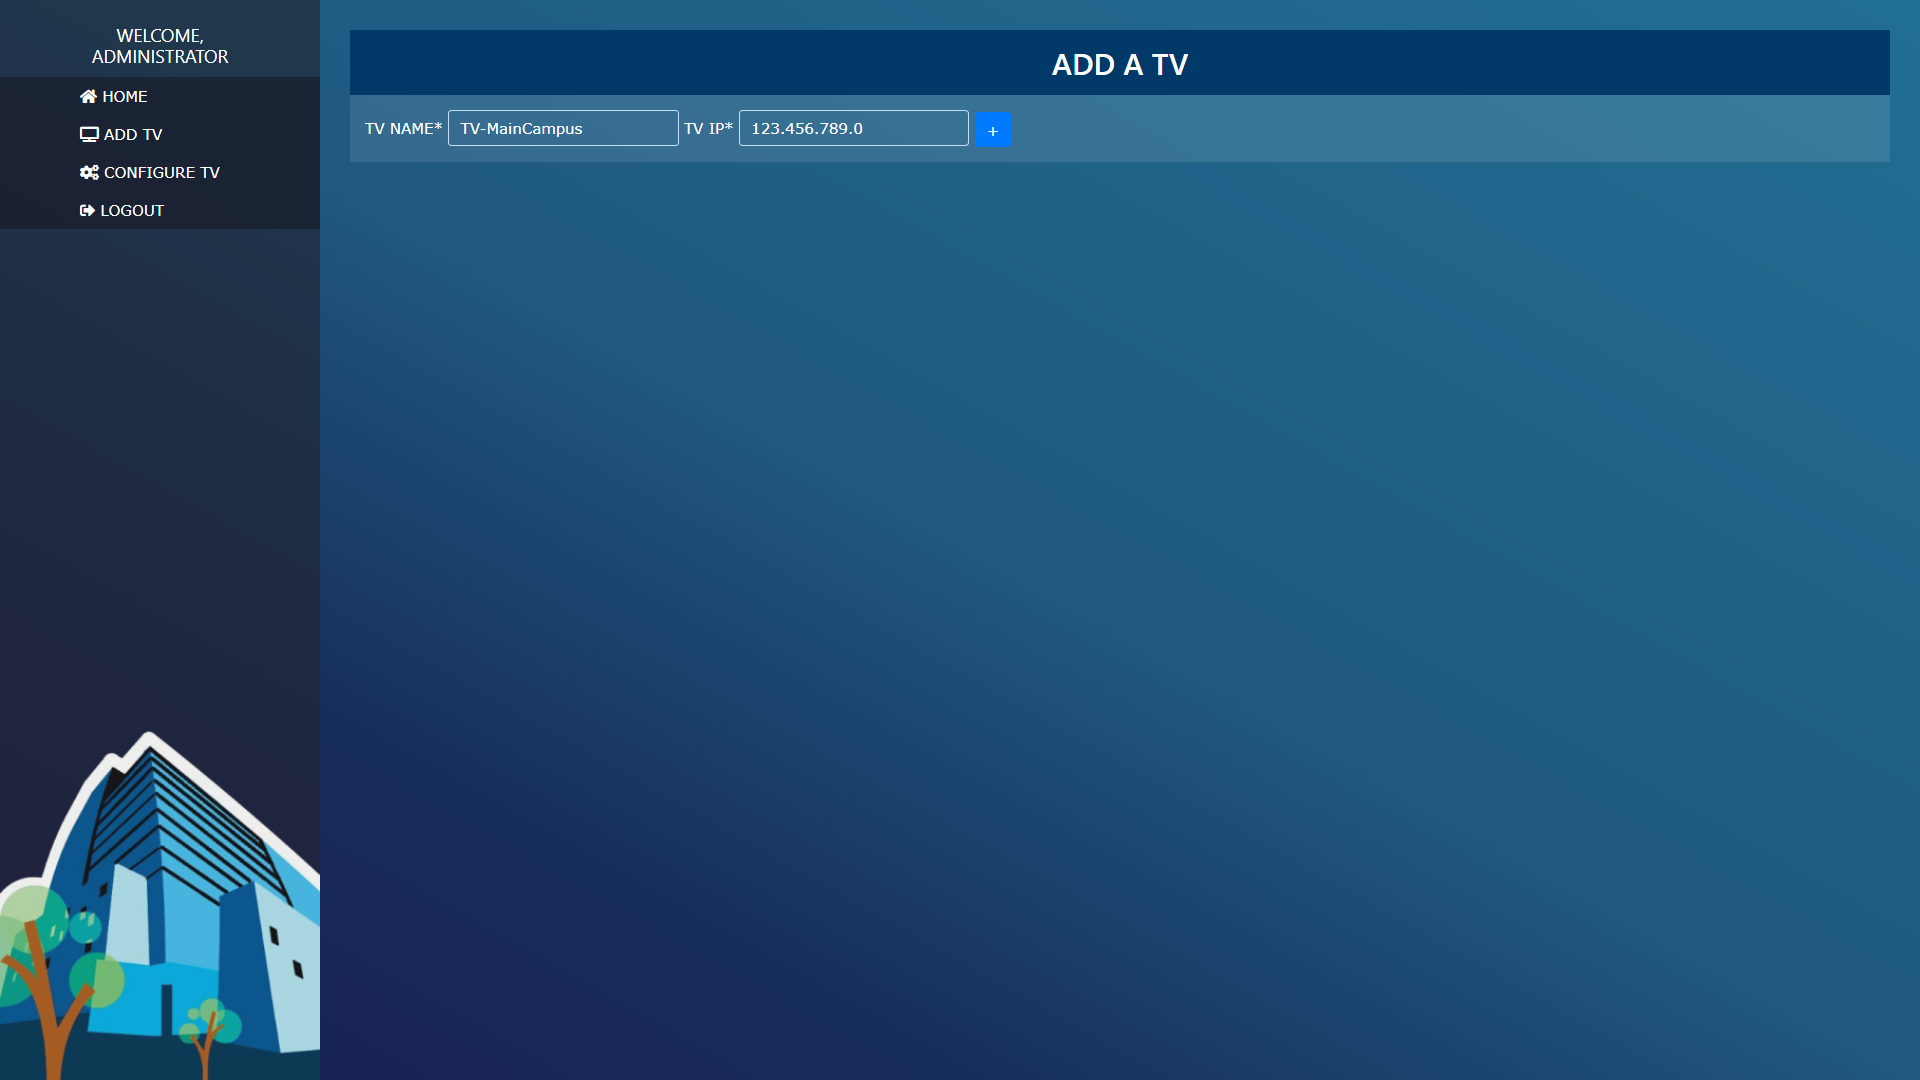 WELCOME,
ADMINISTRATOR
HOME
ADD TV
CONFIGURE TV
LOGOUT
ADD A TV
TV NAME* TV-MainCampus TV IP* 123.456.789.0 +